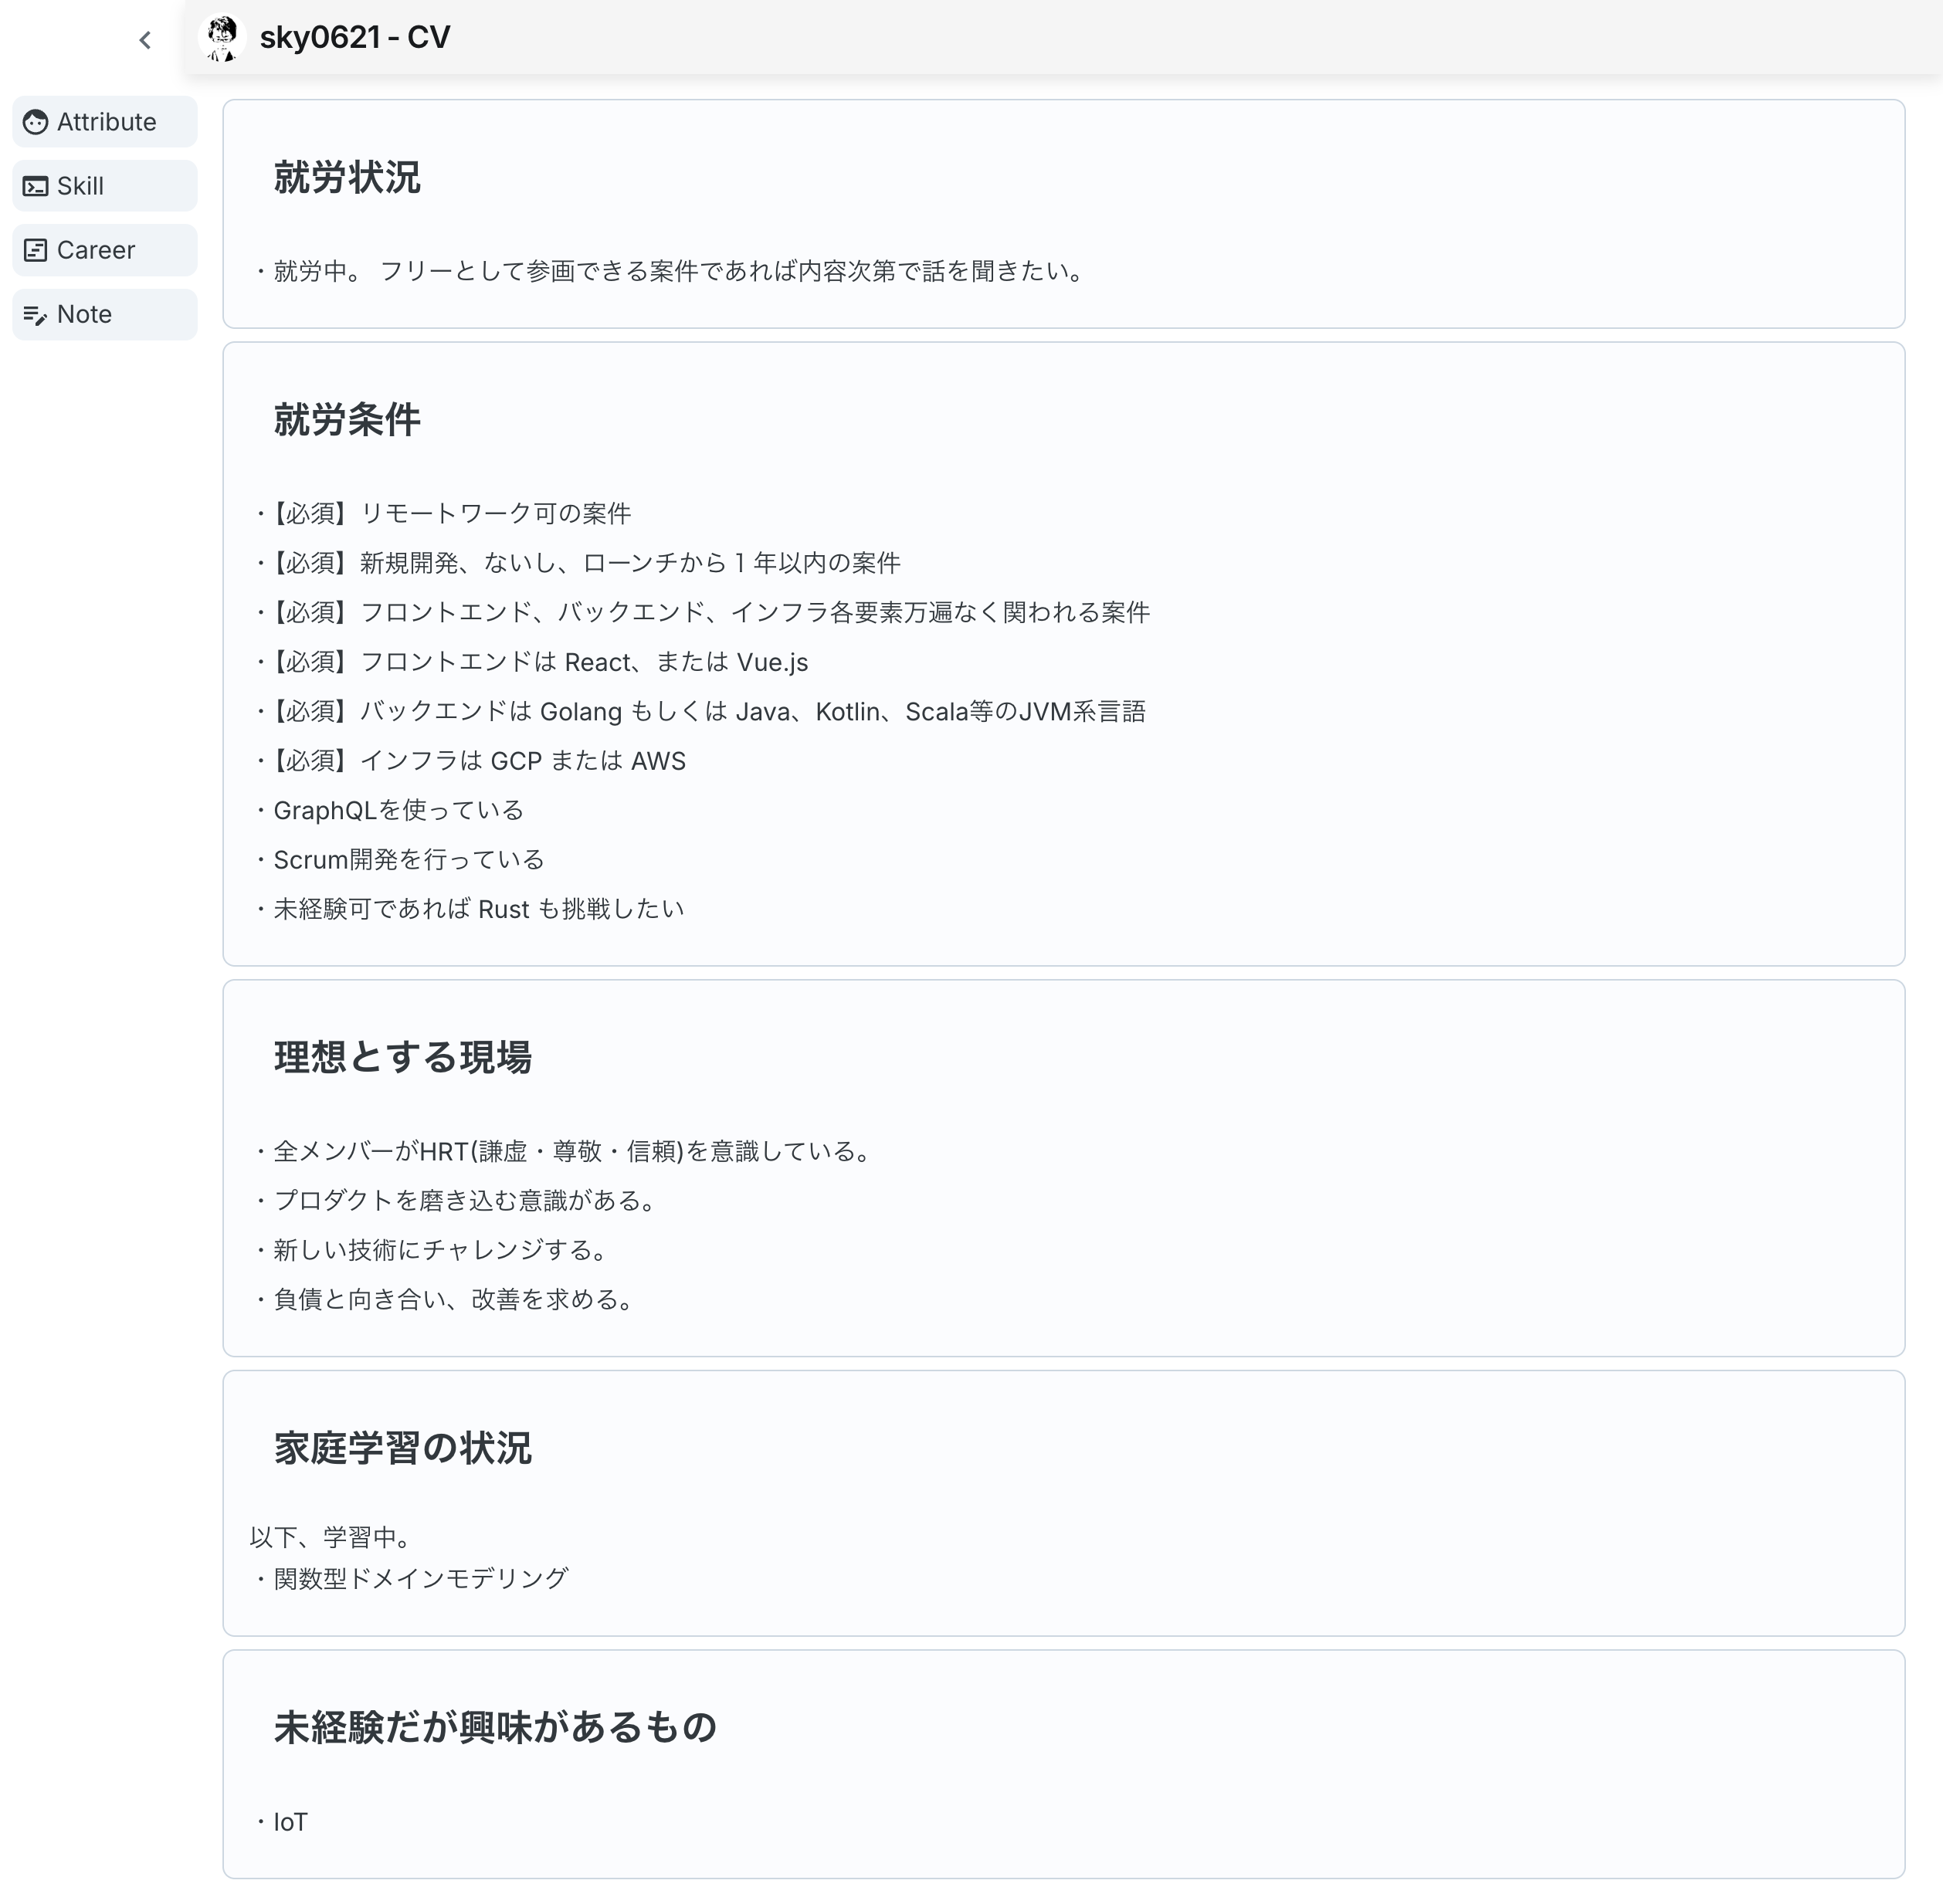 sky0621 - CV
Attribute
Skill
Career
Note
就労状況
・就労中。 フリーとして参画できる案件であれば内容次第で話を聞きたい。
就労条件
・【必須】リモートワーク可の案件
・【必須】新規開発、ないし、ローンチから 1 年以内の案件
・【必須】フロントエンド、バックエンド、インフラ各要素万遍なく関われる案件
・【必須】フロントエンドは React、または Vue.js
・【必須】バックエンドは Golang もしくは Java、Kotlin、Scala等のJVM系言語
・【必須】インフラは GCP または AWS
・GraphQLを使っている
・Scrum開発を行っている
・未経験可であれば Rust も挑戦したい
理想とする現場
・全メンバーがHRT(謙虚・尊敬・信頼)を意識している。
・プロダクトを磨き込む意識がある。
・新しい技術にチャレンジする。
・負債と向き合い、改善を求める。
家庭学習の状況
以下、学習中。
・関数型ドメインモデリング
未経験だが興味があるもの
・IoT